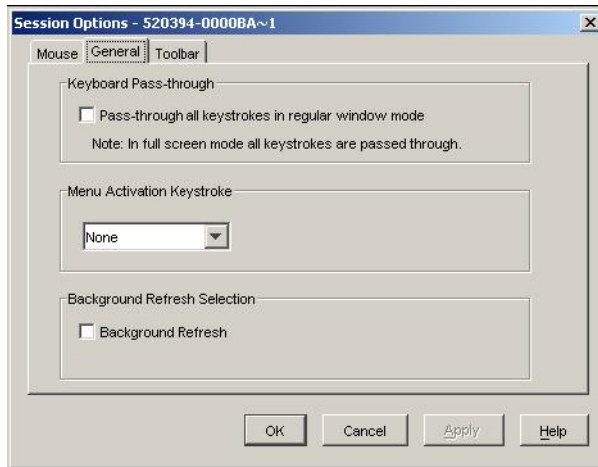 Session Options - 520394-0000BA~1
Mouse General Toolbar
Keyboard Pass-through
Pass-through all keystrokes in regular window mode
Note: In full screen mode all keystrokes are passed through.
Menu Activation Keystroke
None
Background Refresh Selection
Background Refresh
OK Cancel Apply Help